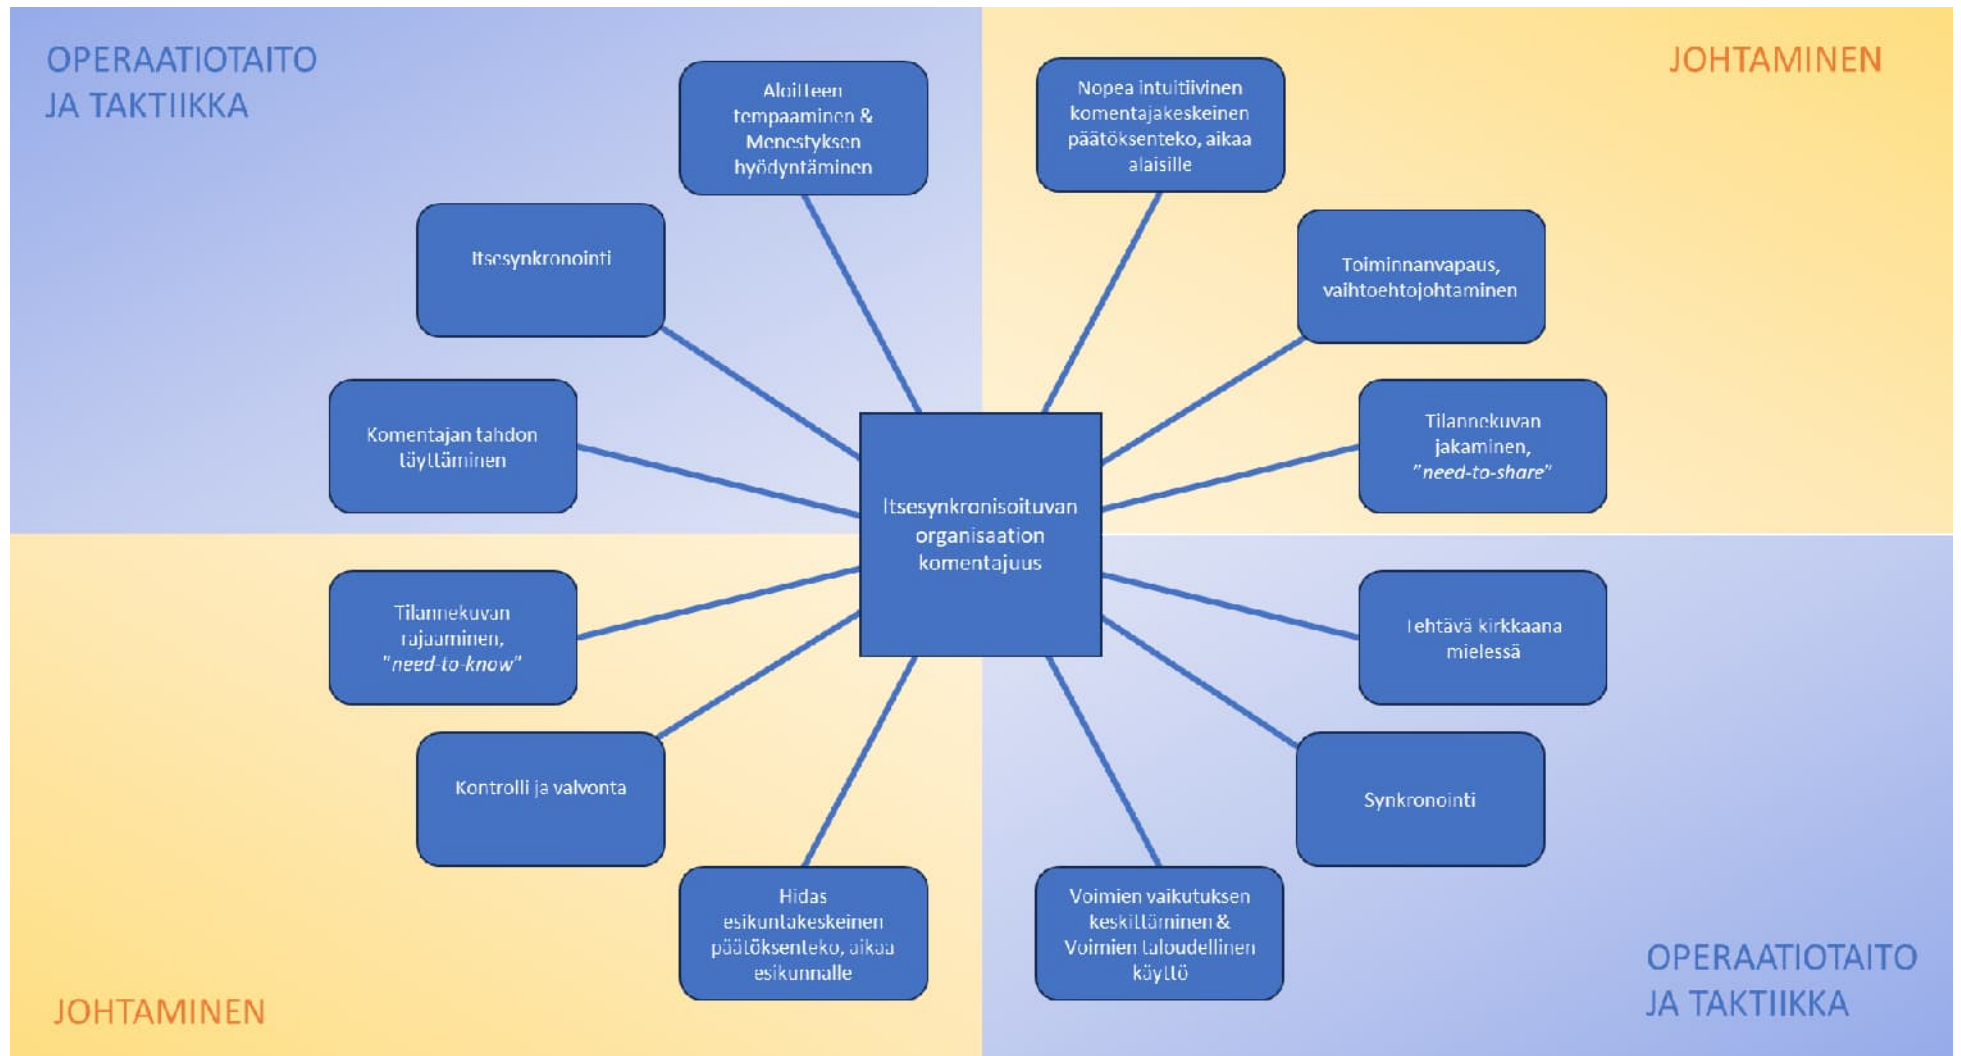 OPERAATIOTAITO
JA TAKTIIKKA
JOHTAMINEN
Aloitteen
tempaaminen &
Menestyksen
hyödyntäminen
Nopea intuitiivinen
komentajakeskeinen
päätöksenteko, aikaa
alaisille
Itsesynkronointi
Toiminnanvapaus,
vaihtoehtojohtaminen
Komentajan tahdon
täyttäminen
Tilannekuvan
jakaminen,
"need-to-share"
Itsesynkronisoituvan
organisaation
komentajuus
Tilannekuvan
rajaaminen,
"need-to-know"
Tehtävä kirkkaana
mielessä
Kontrolli ja valvonta
Synkronointi
Hidas
esikuntakeskeinen
päätöksenteko, aikaa
esikunnalle
Voimien vaikutuksen
keskittäminen &
Voimien taloudellinen
käyttö
JOHTAMINEN
OPERAATIOTAITO
JA TAKTIIKKA